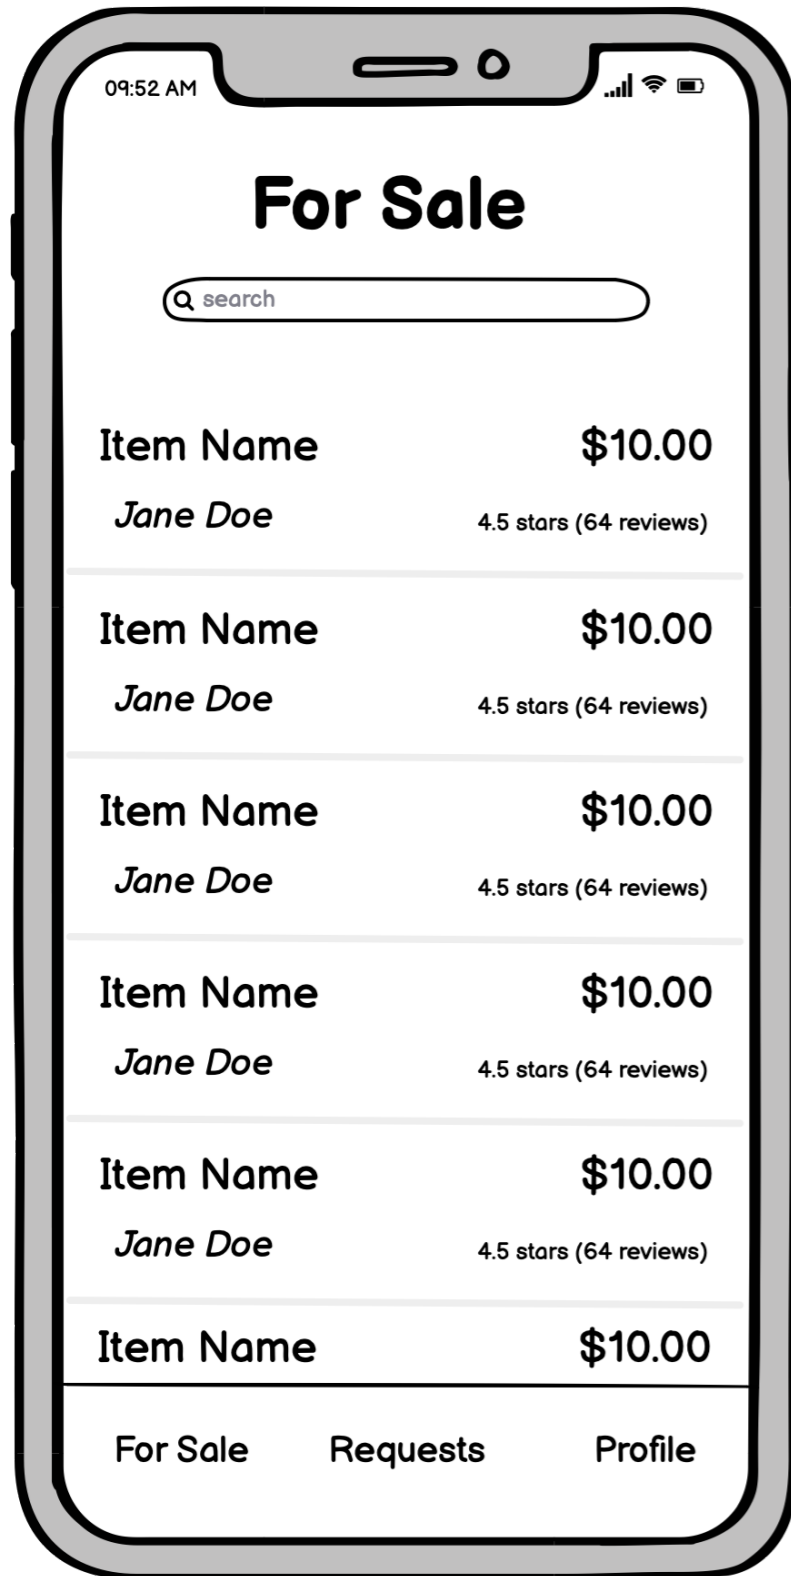 09:52 AM
For Sale
search
Item Name $10.00
Jane Doe 4.5 stars (64 reviews)
Item Name $10.00
Jane Doe 4.5 stars (64 reviews)
Item Name $10.00
Jane Doe 4.5 stars (64 reviews)
Item Name $10.00
Jane Doe 4.5 stars (64 reviews)
Item Name $10.00
Jane Doe 4.5 stars (64 reviews)
Item Name $10.00
For Sale Requests Profile